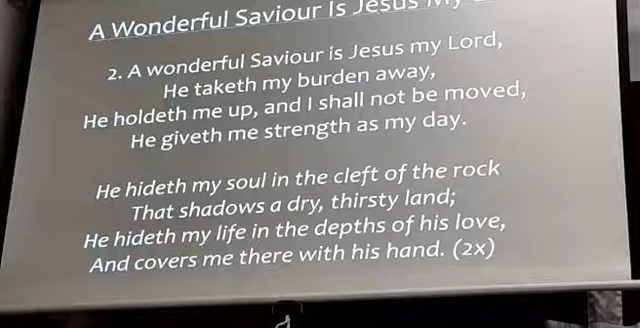 A Wonderful Saviour Is Jesus My
2. A wonderful Saviour is Jesus my Lord,
He taketh my burden away,
He holdeth me up, and I shall not be moved,
He giveth me strength as my day.
He hideth my soul in the cleft of the rock
That shadows a dry, thirsty land;
He hideth my life in the depths of his love,
And covers me there with his hand. (2x)